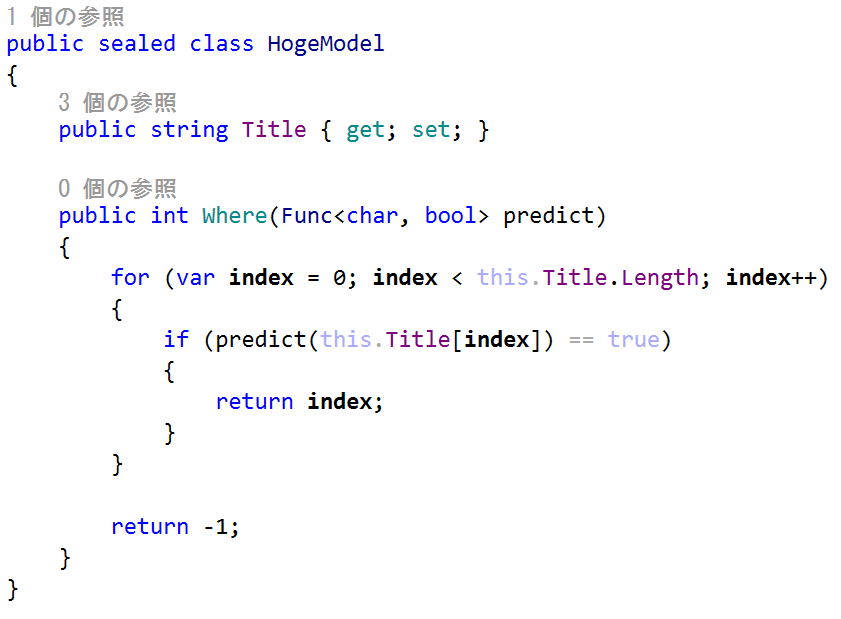 1 個の参照
public sealed class HogeModel
{
    3 個の参照
    public string Title { get; set; }

    0 個の参照
    public int Where(Func<char, bool> predict)
    {
        for (var index = 0; index < this.Title.Length; index++)
        {
            if (predict(this.Title[index]) == true)
            {
                return index;
            }
        }

        return -1;
    }
}